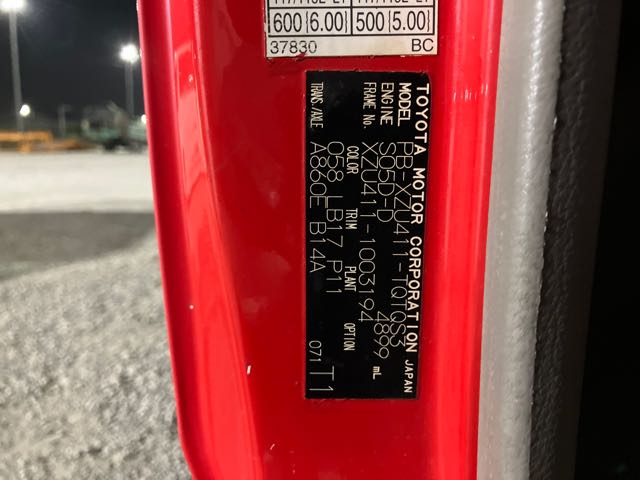 600{6.00} 500{5.00}
37830 BC
TOYOTA MOTOR CORPORATION JAPAN
MODEL PB-XZU411-TQTQS3
ENGINE S05D-D 4899 mL
FRAME No. XZU411-1003194
COLOR TRIM PLANT OPTION
058 LB17 P11
TRANS./AXLE A860E B14A
071 T1